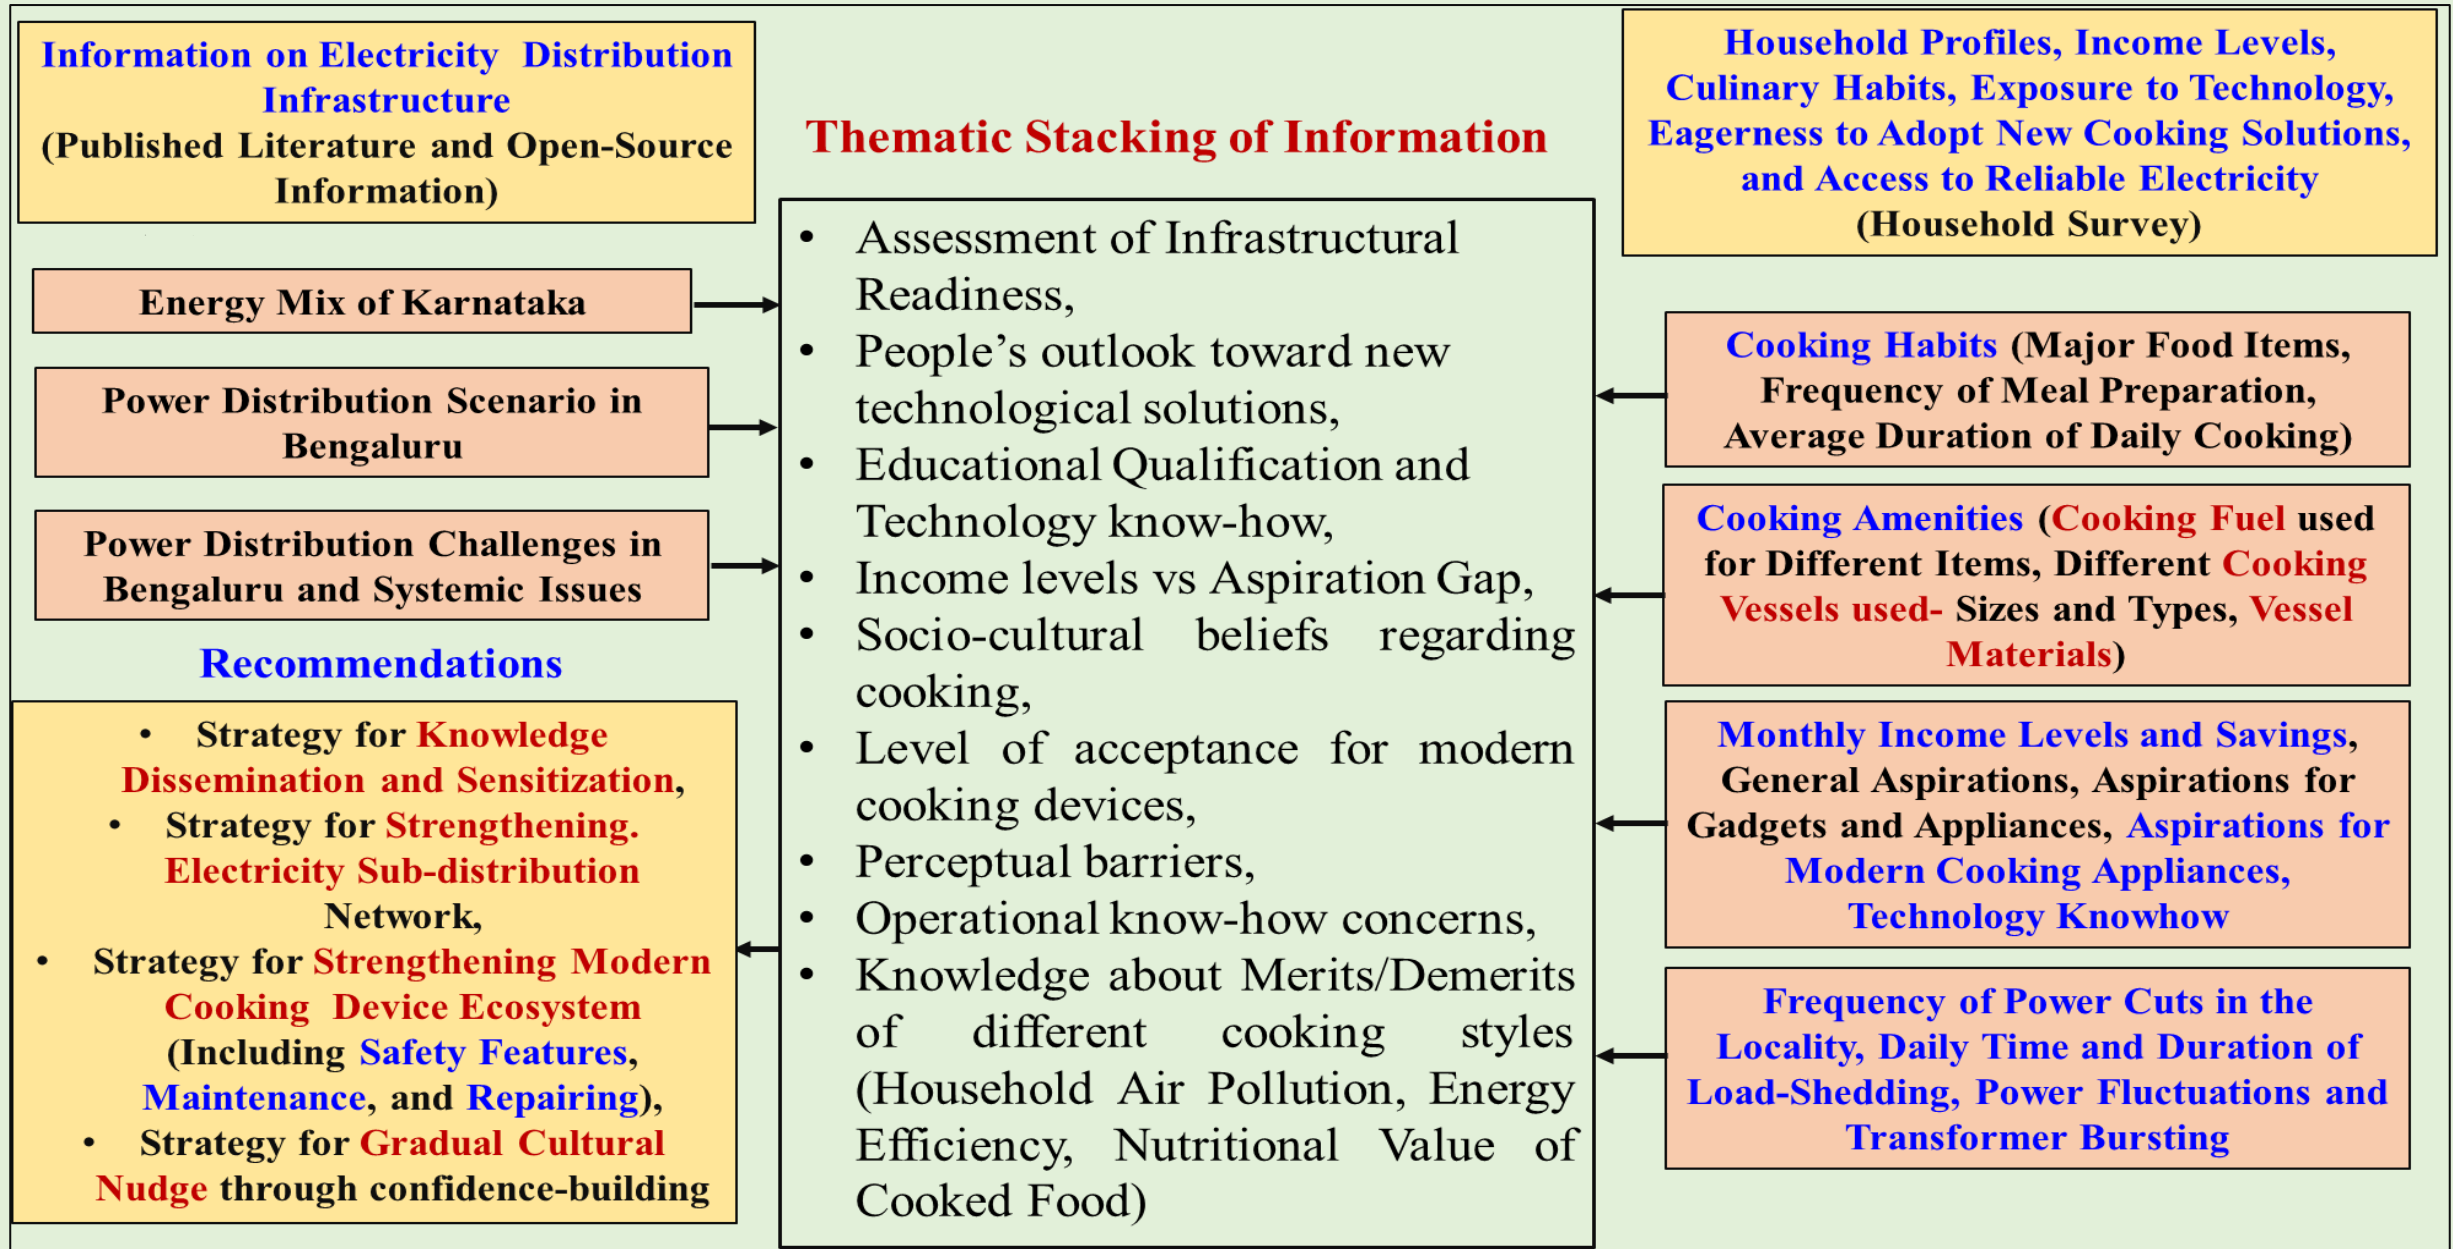 Information on Electricity Distribution
Infrastructure
(Published Literature and Open-Source
Information)
Energy Mix of Karnataka
Power Distribution Scenario in
Bengaluru
Power Distribution Challenges in
Bengaluru and Systemic Issues
Recommendations
• Strategy for Knowledge
Dissemination and Sensitization,
• Strategy for Strengthening.
Electricity Sub-distribution
Network,
• Strategy for Strengthening Modern
Cooking Device Ecosystem
(Including Safety Features,
Maintenance, and Repairing),
• Strategy for Gradual Cultural
Nudge through confidence-building
Thematic Stacking of Information
• Assessment of Infrastructural
Readiness,
• People’s outlook toward new
technological solutions,
• Educational Qualification and
Technology know-how,
• Income levels vs Aspiration Gap,
• Socio-cultural beliefs regarding
cooking,
• Level of acceptance for modern
cooking devices,
• Perceptual barriers,
• Operational know-how concerns,
• Knowledge about Merits/Demerits
of different cooking styles
(Household Air Pollution, Energy
Efficiency, Nutritional Value of
Cooked Food)
Household Profiles, Income Levels,
Culinary Habits, Exposure to Technology,
Eagerness to Adopt New Cooking Solutions,
and Access to Reliable Electricity
(Household Survey)
Cooking Habits (Major Food Items,
Frequency of Meal Preparation,
Average Duration of Daily Cooking)
Cooking Amenities (Cooking Fuel used
for Different Items, Different Cooking
Vessels used- Sizes and Types, Vessel
Materials)
Monthly Income Levels and Savings,
General Aspirations, Aspirations for
Gadgets and Appliances, Aspirations for
Modern Cooking Appliances,
Technology Knowhow
Frequency of Power Cuts in the
Locality, Daily Time and Duration of
Load-Shedding, Power Fluctuations and
Transformer Bursting